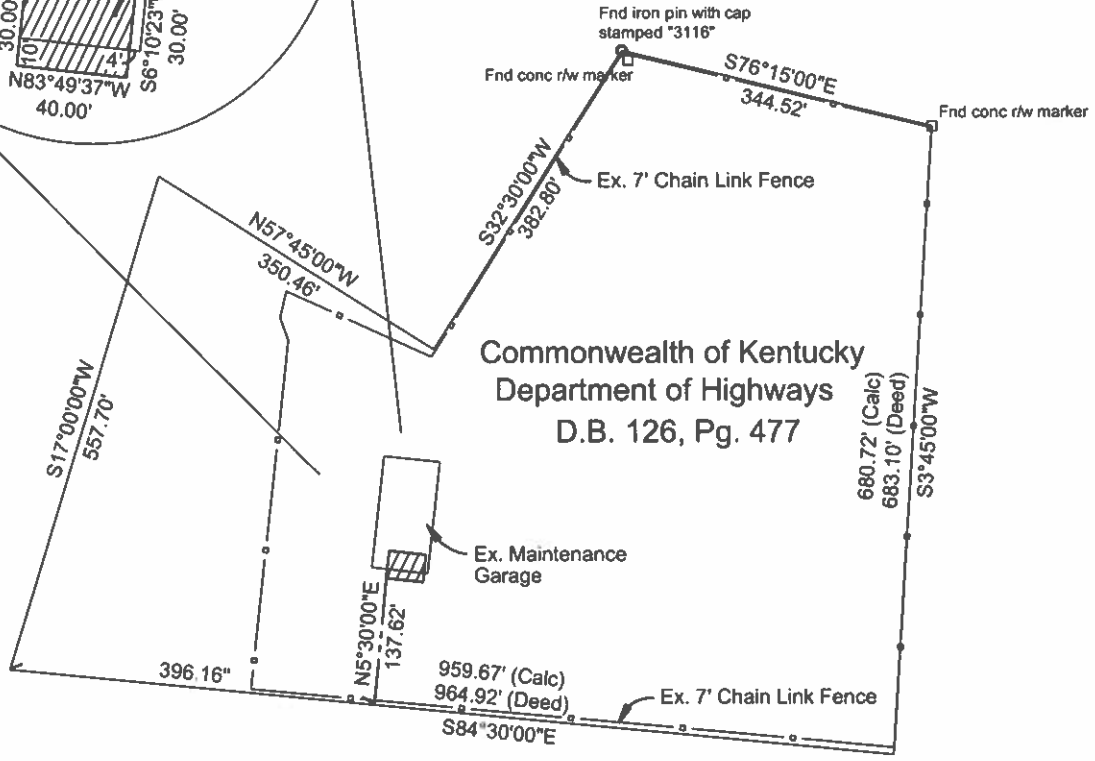 30.00'
10'
4'
S6°10'23"
30.00'
N83°49'37"W
40.00'
Fnd iron pin with cap
stamped "3116"
Fnd conc r/w marker
S76°15'00"E
344.52'
Fnd conc r/w marker
S32°30'00"W
382.80'
Ex. 7' Chain Link Fence
N57°45'00"W
350.46'
S17°00'00"W
557.70'
Commonwealth of Kentucky
Department of Highways
D.B. 126, Pg. 477
680.72' (Calc)
683.10' (Deed)
S3°45'00"W
Ex. Maintenance
Garage
N5°30'00"E
137.62'
396.16"
959.67' (Calc)
964.92' (Deed)
S84°30'00"E
Ex. 7' Chain Link Fence